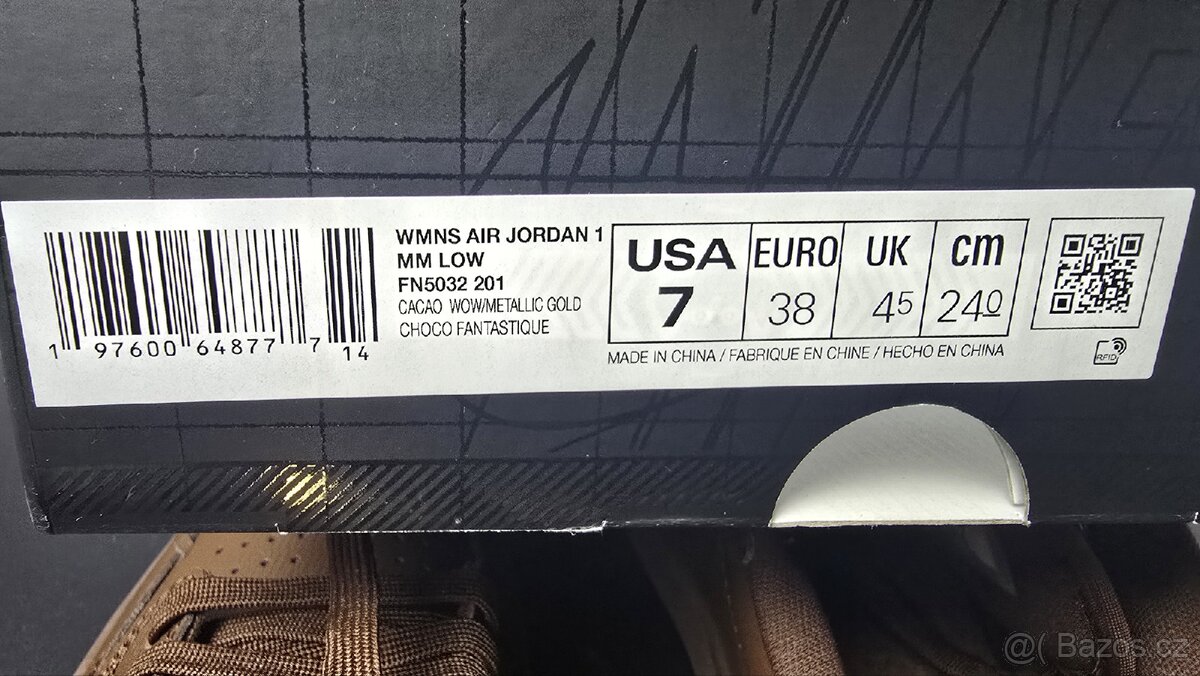 WMNS AIR JORDAN 1
MM LOW
FN5032 201
CACAO WOW/METALLIC GOLD
CHOCO FANTASTIQUE
1 97600 64877 7 14
USA EURO UK cm
7 38 45 240
MADE IN CHINA / FABRIQUE EN CHINE / HECHO EN CHINA
RFID
@( Bazos.cz